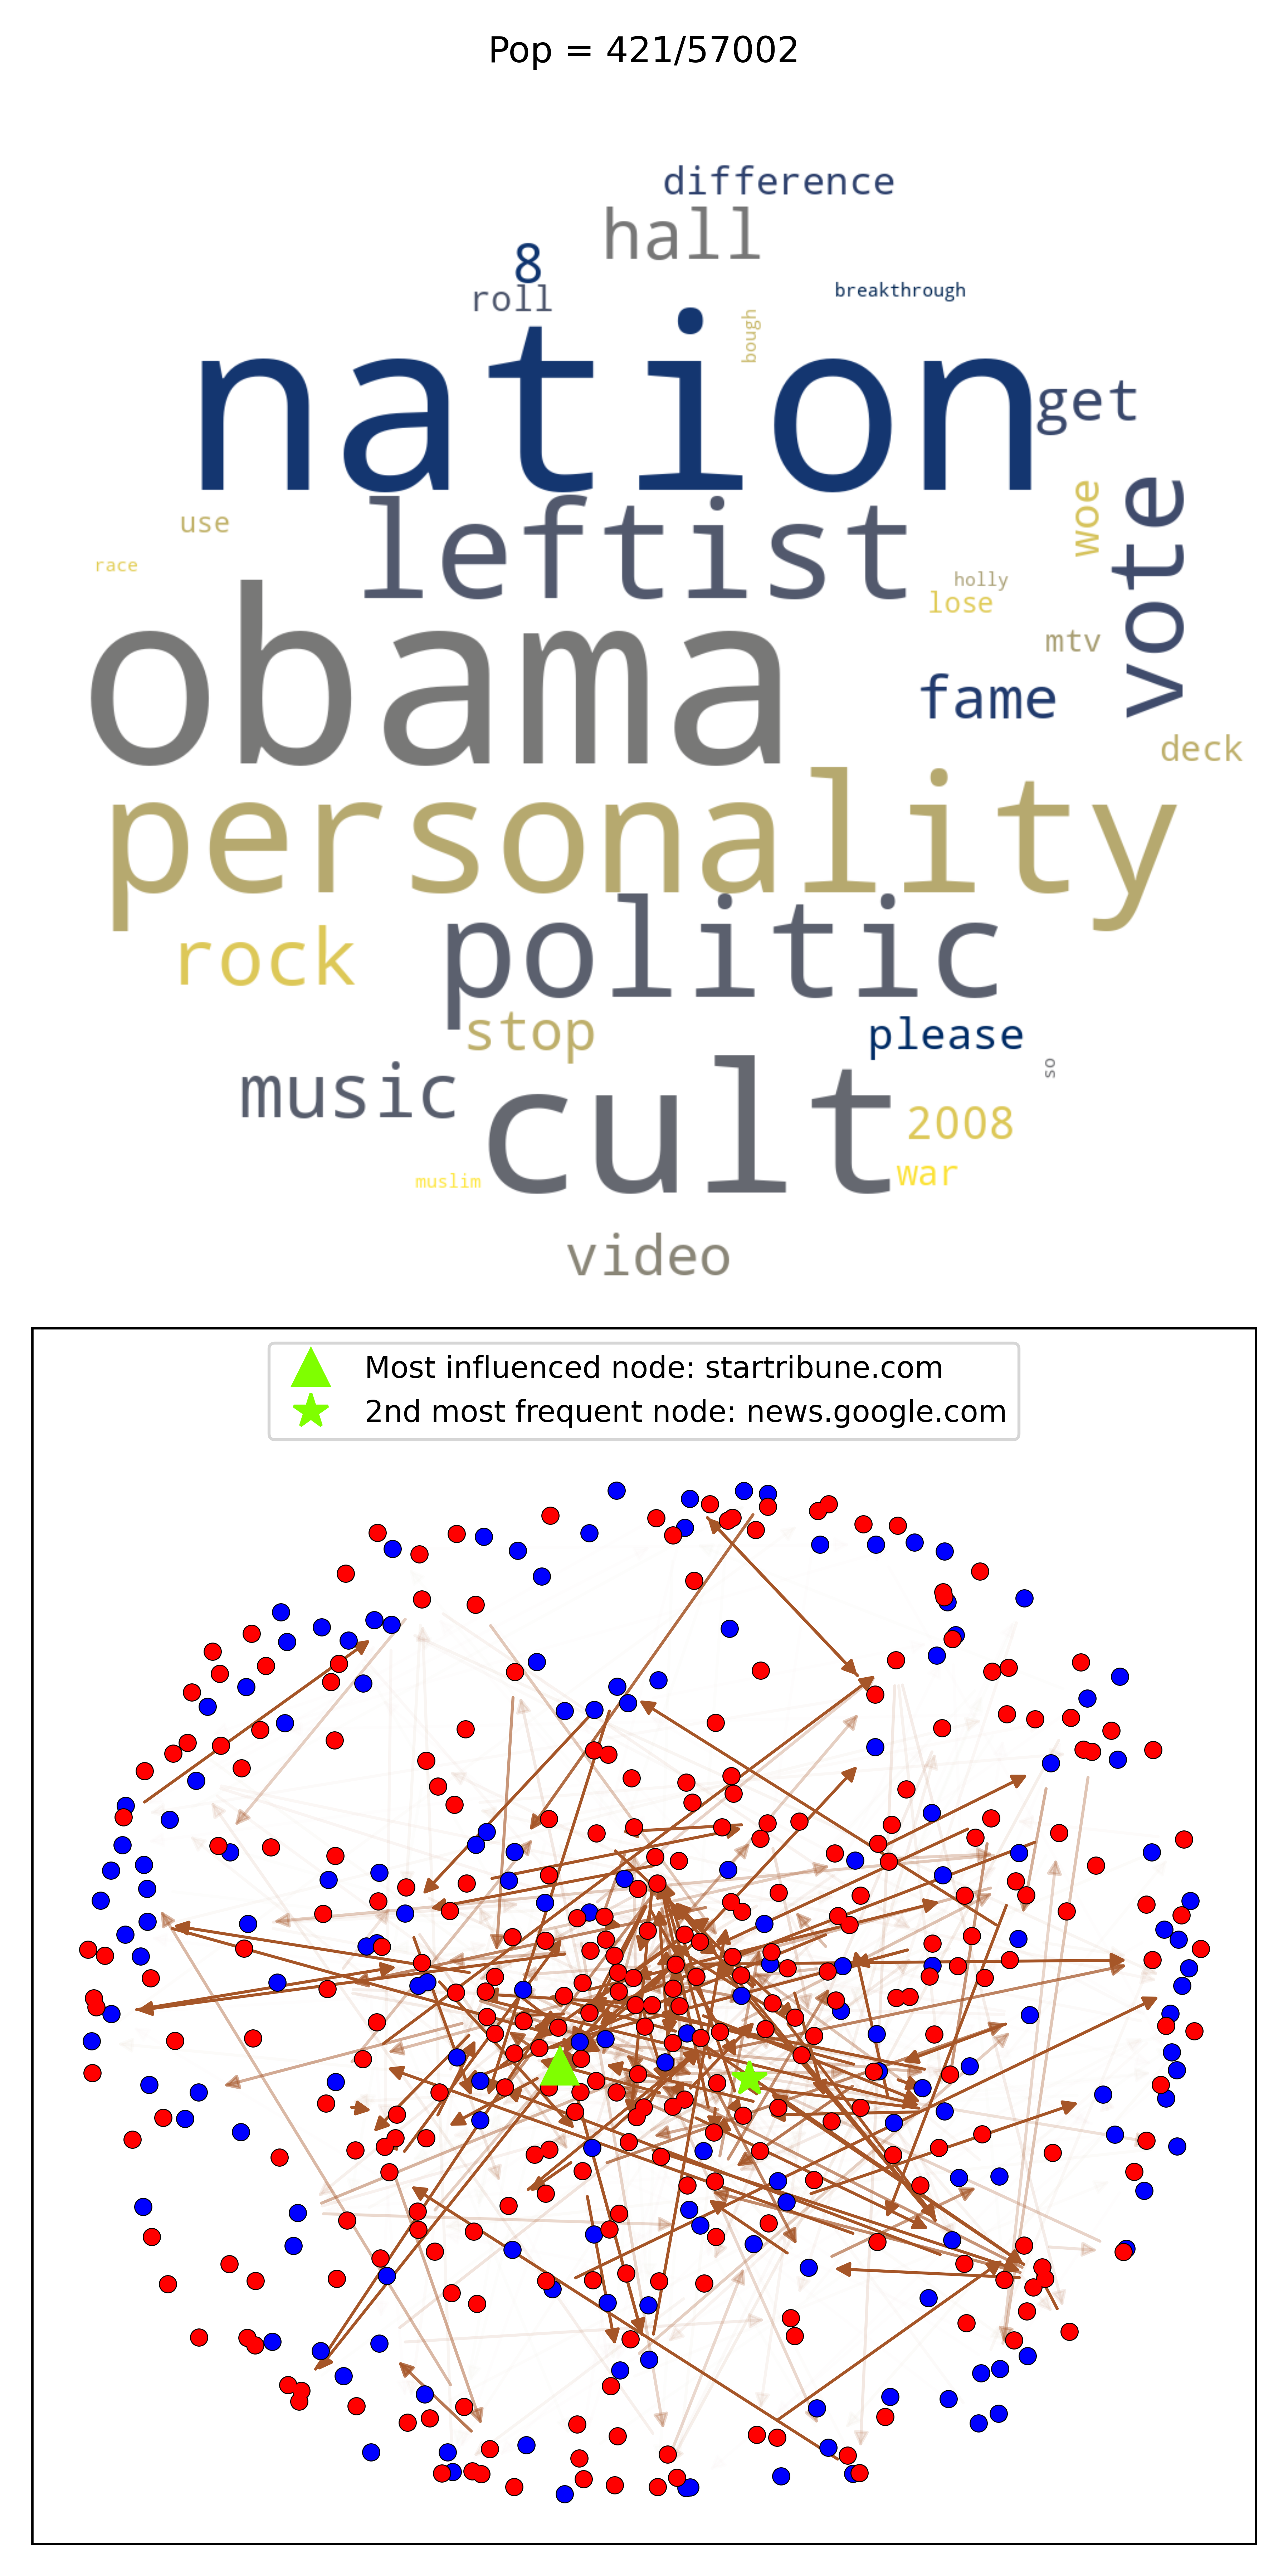 Pop = 421/57002
difference
hall
8
roll
breakthrough
bough
nation
get
leftist
use
woe
vote
race
holly
lose
obama
mtv
fame
deck
personality
rock
politic
stop
please
music
so
cult
2008
war
muslim
video
Most influenced node: startribune.com
2nd most frequent node: news.google.com